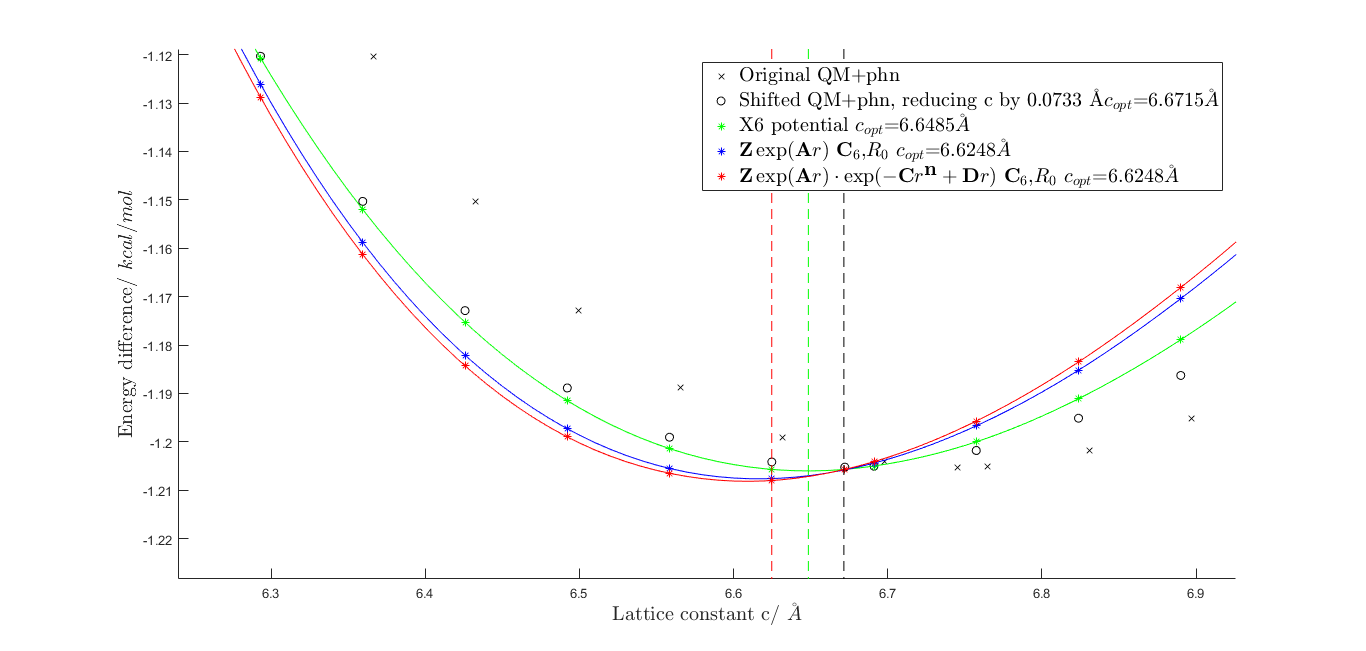 -1.12
-1.13
-1.14
-1.15
-1.16
-1.17
-1.18
-1.19
-1.2
-1.21
-1.22
Energy difference/ kcal/mol
Original QM+phn
Shifted QM+phn, reducing c by 0.0733 Åc_opt=6.6715Å
X6 potential c_opt=6.6485Å
Z exp(Ar) C₆,R₀ c_opt=6.6248Å
Z exp(Ar) · exp(−Crⁿ + Dr) C₆,R₀ c_opt=6.6248Å
6.3 6.4 6.5 6.6 6.7 6.8 6.9
Lattice constant c/ Å